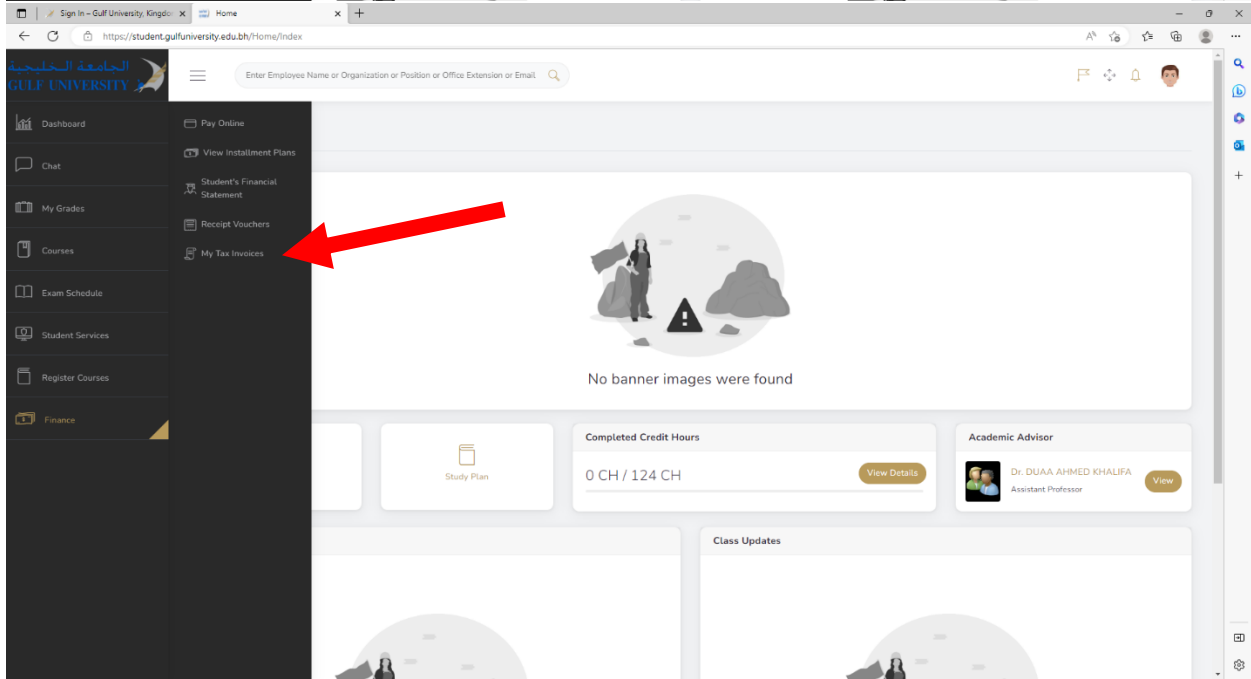 Sign In – Gulf University, Kingdo
Home
https://student.gulfuniversity.edu.bh/Home/Index
الجامعة الخليجية
GULF UNIVERSITY
Enter Employee Name or Organization or Position or Office Extension or Email
Dashboard
Chat
My Grades
Courses
Exam Schedule
Student Services
Register Courses
Finance
Pay Online
View Installment Plans
Student's Financial
Statement
Receipt Vouchers
My Tax Invoices
No banner images were found
Study Plan
Completed Credit Hours
0 CH / 124 CH
View Details
Academic Advisor
Dr. DUAA AHMED KHALIFA
Assistant Professor
View
Class Updates